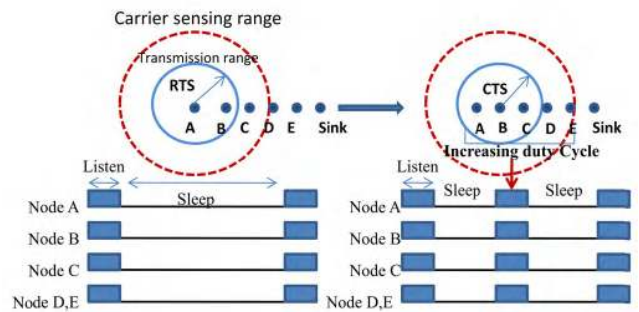 Carrier sensing range
Transmission range
RTS
A B C D E Sink
CTS
A B C D E Sink
Increasing duty Cycle
Listen
Sleep
Node A
Node B
Node C
Node D,E
Listen
Sleep Sleep
Node A
Node B
Node C
Node D,E